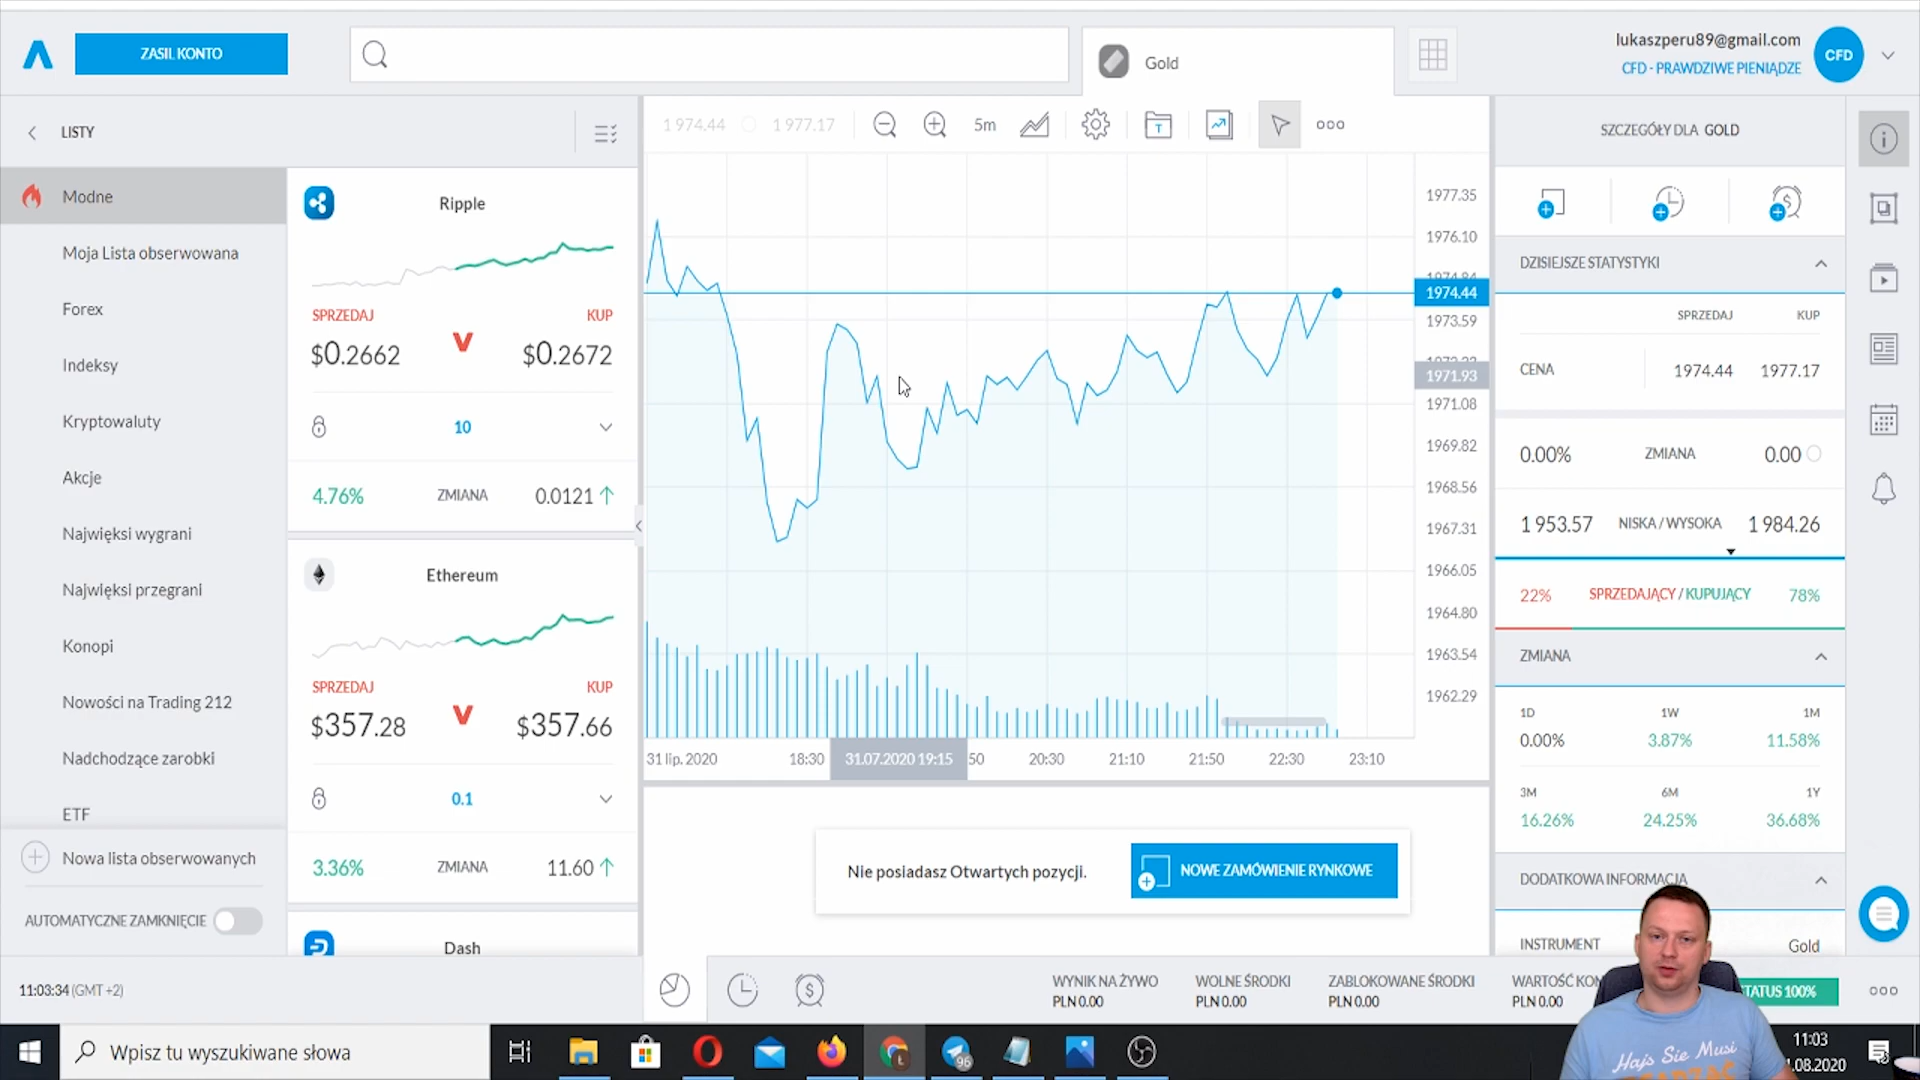 ZASIL KONTO
Gold
lukaszperu89@gmail.com
CFD - PRAWDZIWE PIENIĄDZE
CFD
LISTY
Modne
Moja Lista obserwowana
Forex
Indeksy
Kryptowaluty
Akcje
Najwięksi wygrani
Najwięksi przegrani
Konopi
Nowości na Trading 212
Nadchodzące zarobki
ETF
Nowa lista obserwowanych
AUTOMATYCZNE ZAMKNIĘCIE
11:03:34 (GMT +2)
Ripple
SPRZEDAJ KUP
$0.2662 $0.2672
10
4.76% ZMIANA 0.0121
Ethereum
SPRZEDAJ KUP
$357.28 $357.66
0.1
3.36% ZMIANA 11.60
Dash
1 974.44 1 977.17 5m
1977.35
1976.10
1974.44
1973.59
1971.93
1971.08
1969.82
1968.56
1967.31
1966.05
1964.80
1963.54
1962.29
31 lip. 2020 18:30 31.07.2020 19:15 50 20:30 21:10 21:50 22:30 23:10
Nie posiadasz Otwartych pozycji.
NOWE ZAMÓWIENIE RYNKOWE
WYNIK NA ŻYWO WOLNE ŚRODKI ZABLOKOWANE ŚRODKI WARTOŚĆ KON
PLN 0.00 PLN 0.00 PLN 0.00 PLN 0.00
TATUS 100%
SZCZEGÓŁY DLA GOLD
DZISIEJSZE STATYSTYKI
SPRZEDAJ KUP
CENA 1974.44 1977.17
0.00% ZMIANA 0.00
1 953.57 NISKA / WYSOKA 1 984.26
22% SPRZEDAJĄCY / KUPUJĄCY 78%
ZMIANA
1D 1W 1M
0.00% 3.87% 11.58%
3M 6M 1Y
16.26% 24.25% 36.68%
DODATKOWA INFORMACJA
INSTRUMENT Gold
Wpisz tu wyszukiwane słowa
96
11:03
.08.2020
Hajs Sie Musi